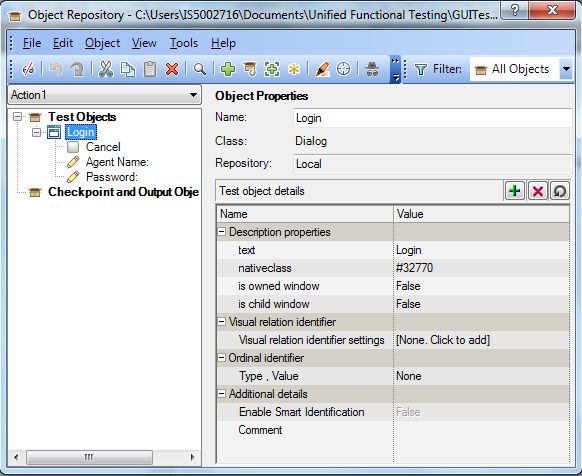 Object Repository - C:\Users\IS5002716\Documents\Unified Functional Testing\GUITes...
File Edit Object View Tools Help
Filter: All Objects
Action1
Test Objects
Login
Cancel
Agent Name:
Password:
Checkpoint and Output Obje
Object Properties
Name: Login
Class: Dialog
Repository: Local
Test object details
Name Value
Description properties
text Login
nativeclass #32770
is owned window False
is child window False
Visual relation identifier
Visual relation identifier settings [None. Click to add]
Ordinal identifier
Type , Value None
Additional details
Enable Smart Identification False
Comment